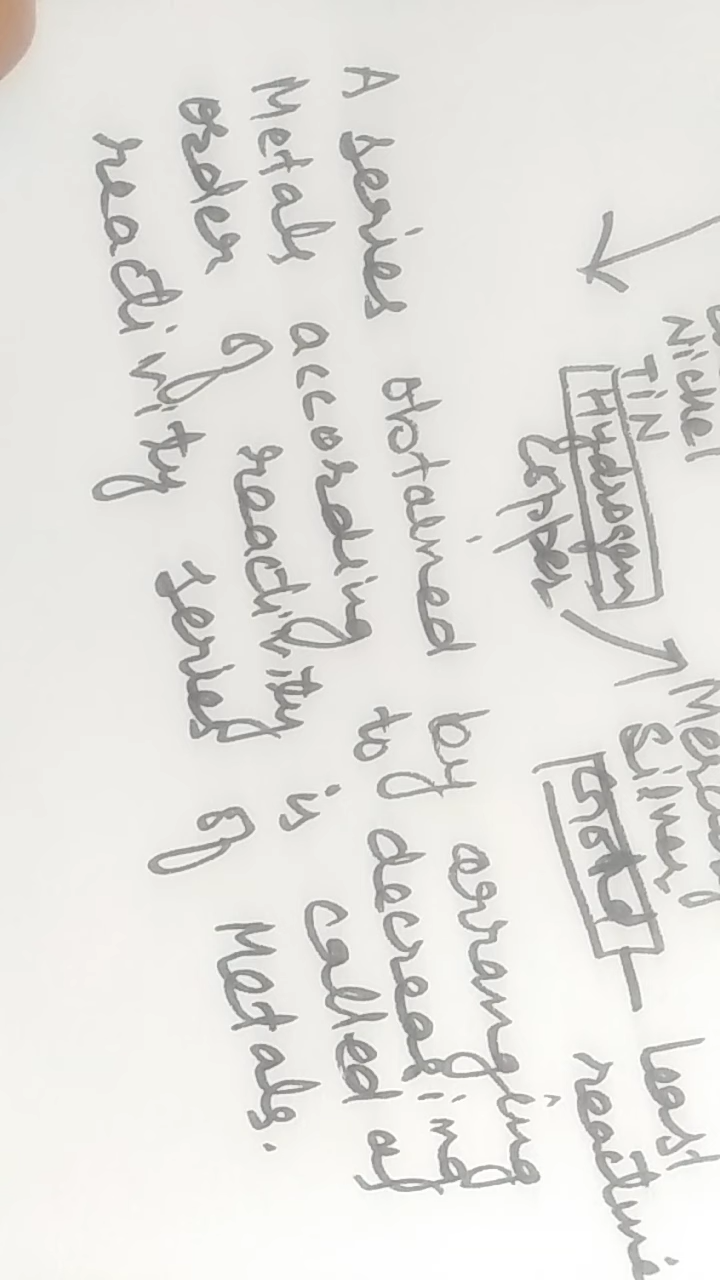 Nickel
TIN
Hydrogen
Copper
Silver
Gold
Least
reactive
A series obtained by arranging
Metals according to decreasing
order of reactivity is called as
reactivity series of Metals.